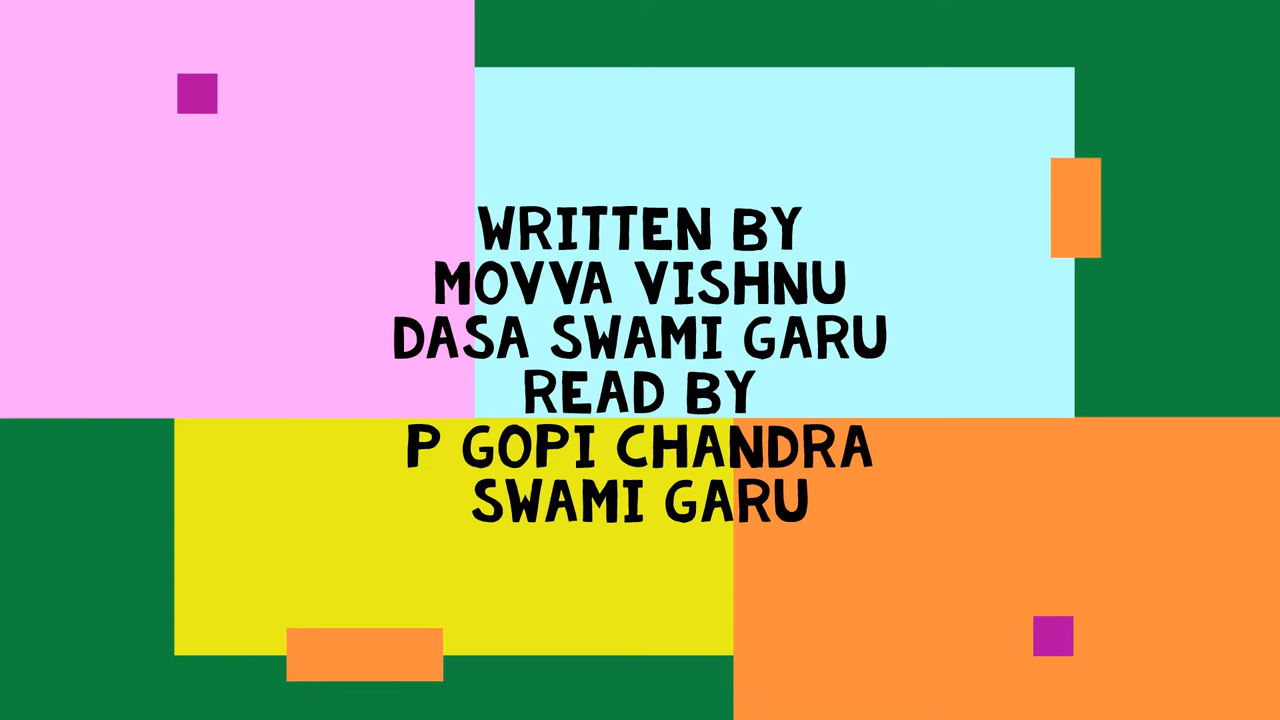 WRITTEN BY
MOVVA VISHNU
DASA SWAMI GARU
READ BY
P GOPI CHANDRA
SWAMI GARU